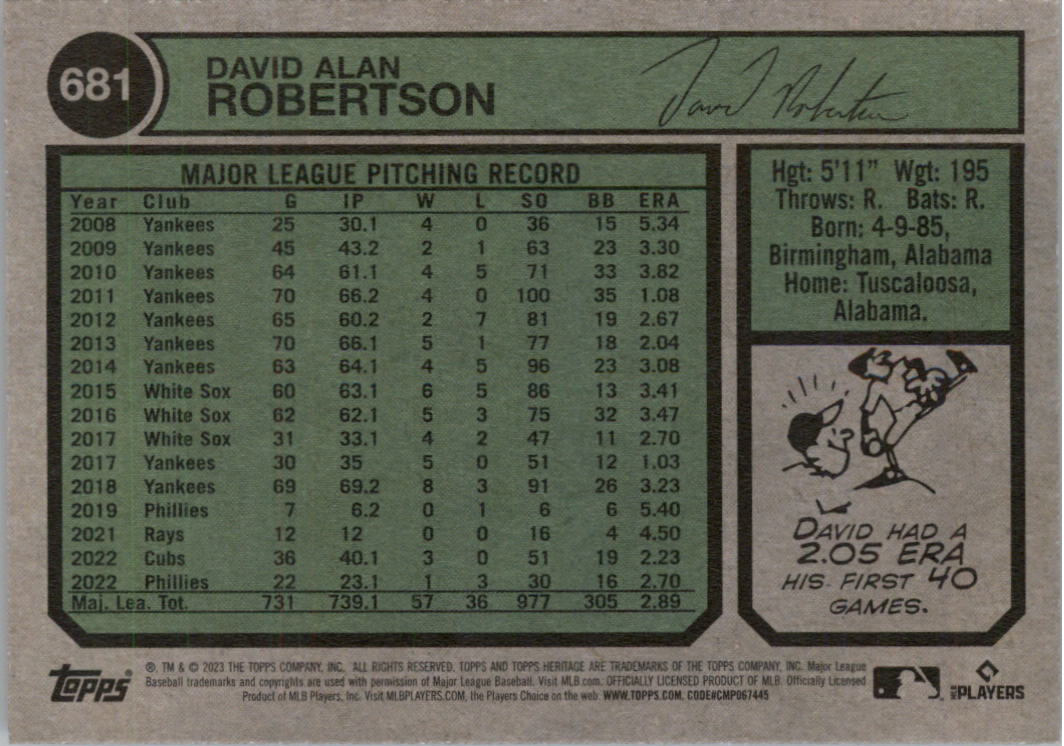 681
DAVID ALAN
ROBERTSON
David Robertson
MAJOR LEAGUE PITCHING RECORD
Year Club G IP W L SO BB ERA
2008 Yankees 25 30.1 4 0 36 15 5.34
2009 Yankees 45 43.2 2 1 63 23 3.30
2010 Yankees 64 61.1 4 5 71 33 3.82
2011 Yankees 70 66.2 4 0 100 35 1.08
2012 Yankees 65 60.2 2 7 81 19 2.67
2013 Yankees 70 66.1 5 1 77 18 2.04
2014 Yankees 63 64.1 4 5 96 23 3.08
2015 White Sox 60 63.1 6 5 86 13 3.41
2016 White Sox 62 62.1 5 3 75 32 3.47
2017 White Sox 31 33.1 4 2 47 11 2.70
2017 Yankees 30 35 5 0 51 12 1.03
2018 Yankees 69 69.2 8 3 91 26 3.23
2019 Phillies 7 6.2 0 1 6 6 5.40
2021 Rays 12 12 0 0 16 4 4.50
2022 Cubs 36 40.1 3 0 51 19 2.23
2022 Phillies 22 23.1 1 3 30 16 2.70
Maj. Lea. Tot. 731 739.1 57 36 977 305 2.89
Hgt: 5'11" Wgt: 195
Throws: R. Bats: R.
Born: 4-9-85,
Birmingham, Alabama
Home: Tuscaloosa,
Alabama.
DAVID HAD A
2.05 ERA
HIS FIRST 40
GAMES.
Topps
®, TM & © 2023 THE TOPPS COMPANY, INC. ALL RIGHTS RESERVED. TOPPS AND TOPPS HERITAGE ARE TRADEMARKS OF THE TOPPS COMPANY, INC. Major League
Baseball trademarks and copyrights are used with permission of Major League Baseball. Visit MLB.com. OFFICIALLY LICENSED PRODUCT OF MLB. Officially Licensed
Product of MLB Players, Inc. Visit MLBPLAYERS.COM, the Players Choice on the web. WWW.TOPPS.COM. CODE#CMP067445
MLB PLAYERS